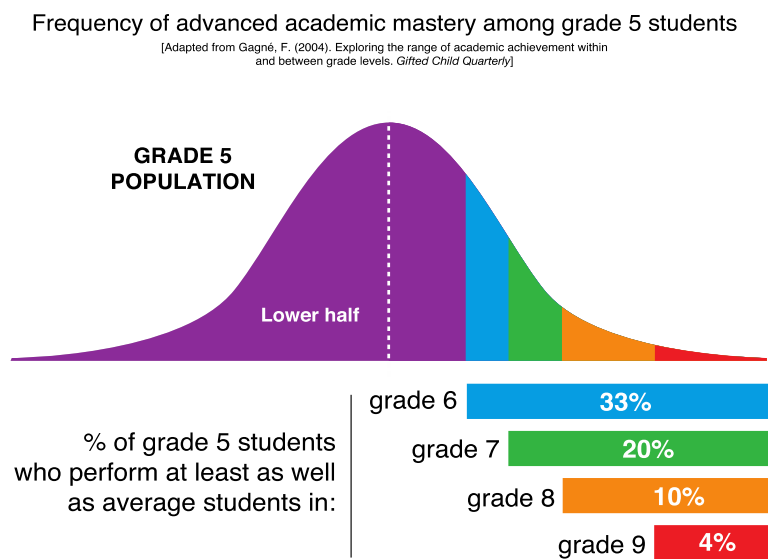 Frequency of advanced academic mastery among grade 5 students
[Adapted from Gagné, F. (2004). Exploring the range of academic achievement within
and between grade levels. Gifted Child Quarterly]
GRADE 5
POPULATION
Lower half
% of grade 5 students
who perform at least as well
as average students in:
grade 6 33%
grade 7 20%
grade 8 10%
grade 9 4%